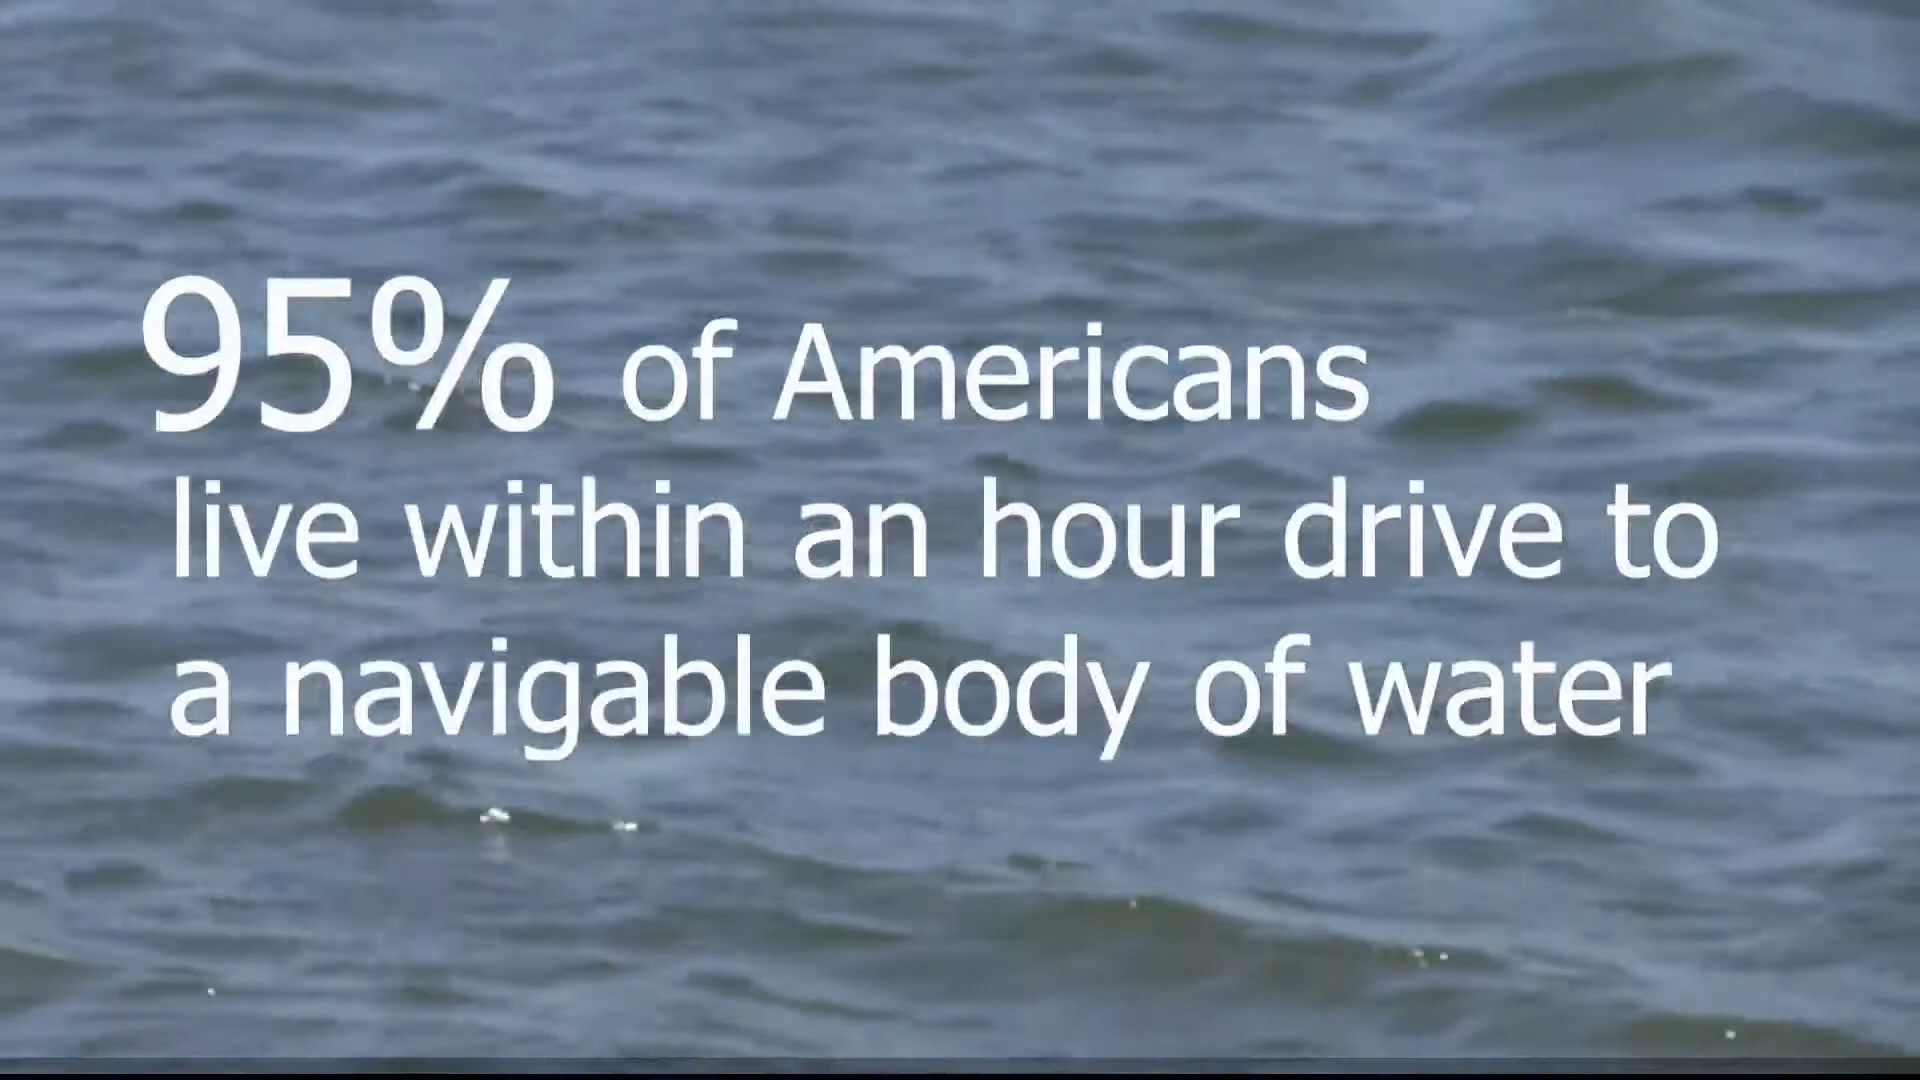 95% of Americans
live within an hour drive to
a navigable body of water